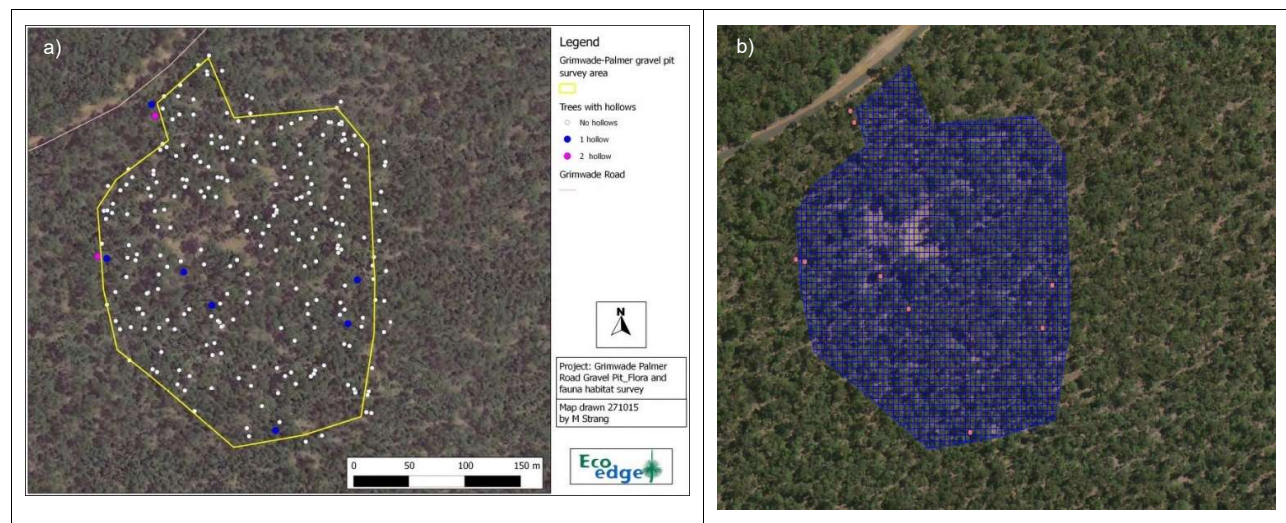 a)
Legend
Grimwade-Palmer gravel pit
survey area
Trees with hollows
No hollows
1 hollow
2 hollow
Grimwade Road
N
Project: Grimwade Palmer
Road Gravel Pit_Flora and
fauna habitat survey
Map drawn 271015
by M Strang
Eco
edge
0 50 100 150 m
b)